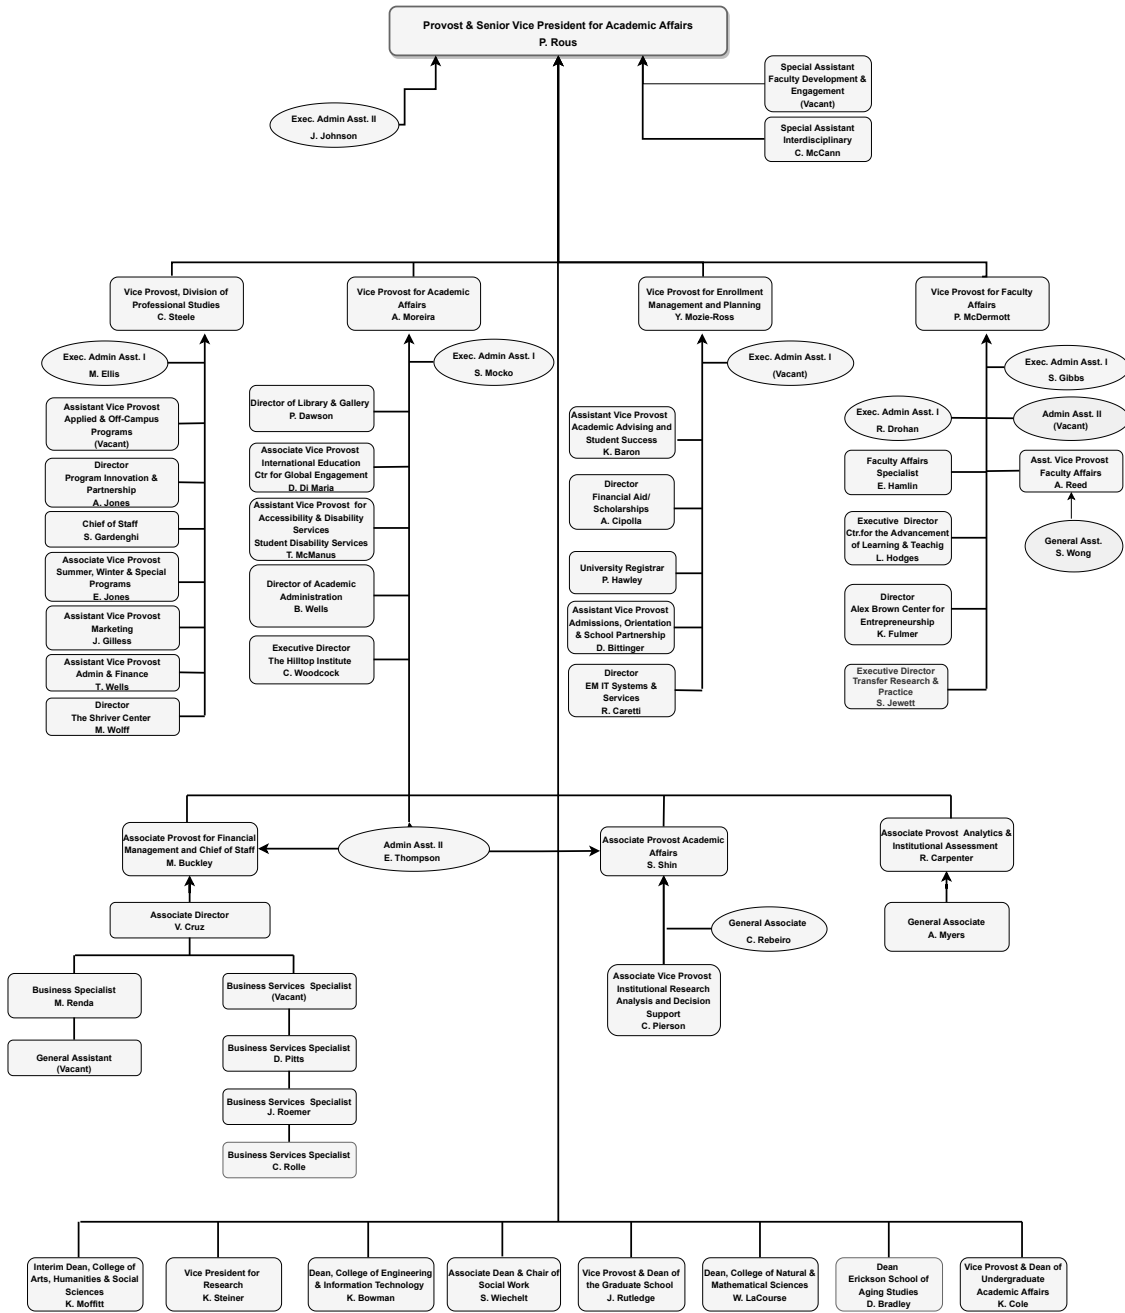 Provost & Senior Vice President for Academic Affairs
P. Rous
Special Assistant
Faculty Development &
Engagement
(Vacant)
Exec. Admin Asst. II
J. Johnson
Special Assistant
Interdisciplinary
C. McCann
Vice Provost, Division of
Professional Studies
C. Steele
Vice Provost for Academic
Affairs
A. Moreira
Vice Provost for Enrollment
Management and Planning
Y. Mozie-Ross
Vice Provost for Faculty
Affairs
P. McDermott
Exec. Admin Asst. I
M. Ellis
Assistant Vice Provost
Applied & Off-Campus
Programs
(Vacant)
Director
Program Innovation &
Partnership
A. Jones
Chief of Staff
S. Gardenghi
Associate Vice Provost
Summer, Winter & Special
Programs
E. Jones
Assistant Vice Provost
Marketing
J. Gilless
Assistant Vice Provost
Admin & Finance
T. Wells
Director
The Shriver Center
M. Wolff
Exec. Admin Asst. I
S. Mocko
Director of Library & Gallery
P. Dawson
Associate Vice Provost
International Education
Ctr for Global Engagement
D. Di Maria
Assistant Vice Provost for
Accessibility & Disability
Services
Student Disability Services
T. McManus
Director of Academic
Administration
B. Wells
Executive Director
The Hilltop Institute
C. Woodcock
Exec. Admin Asst. I
(Vacant)
Assistant Vice Provost
Academic Advising and
Student Success
K. Baron
Director
Financial Aid/
Scholarships
A. Cipolla
University Registrar
P. Hawley
Assistant Vice Provost
Admissions, Orientation
& School Partnership
D. Bittinger
Director
EM IT Systems &
Services
R. Caretti
Exec. Admin Asst. I
S. Gibbs
Exec. Admin Asst. I
R. Drohan
Admin Asst. II
(Vacant)
Faculty Affairs
Specialist
E. Hamlin
Asst. Vice Provost
Faculty Affairs
A. Reed
General Asst.
S. Wong
Executive Director
Ctr.for the Advancement
of Learning & Teachig
L. Hodges
Director
Alex Brown Center for
Entrepreneurship
K. Fulmer
Executive Director
Transfer Research &
Practice
S. Jewett
Associate Provost for Financial
Management and Chief of Staff
M. Buckley
Admin Asst. II
E. Thompson
Associate Provost Academic
Affairs
S. Shin
Associate Provost Analytics &
Institutional Assessment
R. Carpenter
Associate Director
V. Cruz
General Associate
C. Rebeiro
General Associate
A. Myers
Business Specialist
M. Renda
General Assistant
(Vacant)
Business Services Specialist
(Vacant)
Business Services Specialist
D. Pitts
Business Services Specialist
J. Roemer
Business Services Specialist
C. Rolle
Associate Vice Provost
Institutional Research
Analysis and Decision
Support
C. Pierson
Interim Dean, College of
Arts, Humanities & Social
Sciences
K. Moffitt
Vice President for
Research
K. Steiner
Dean, College of Engineering
& Information Technology
K. Bowman
Associate Dean & Chair of
Social Work
S. Wiechelt
Vice Provost & Dean of
the Graduate School
J. Rutledge
Dean, College of Natural &
Mathematical Sciences
W. LaCourse
Dean
Erickson School of
Aging Studies
D. Bradley
Vice Provost & Dean of
Undergraduate
Academic Affairs
K. Cole